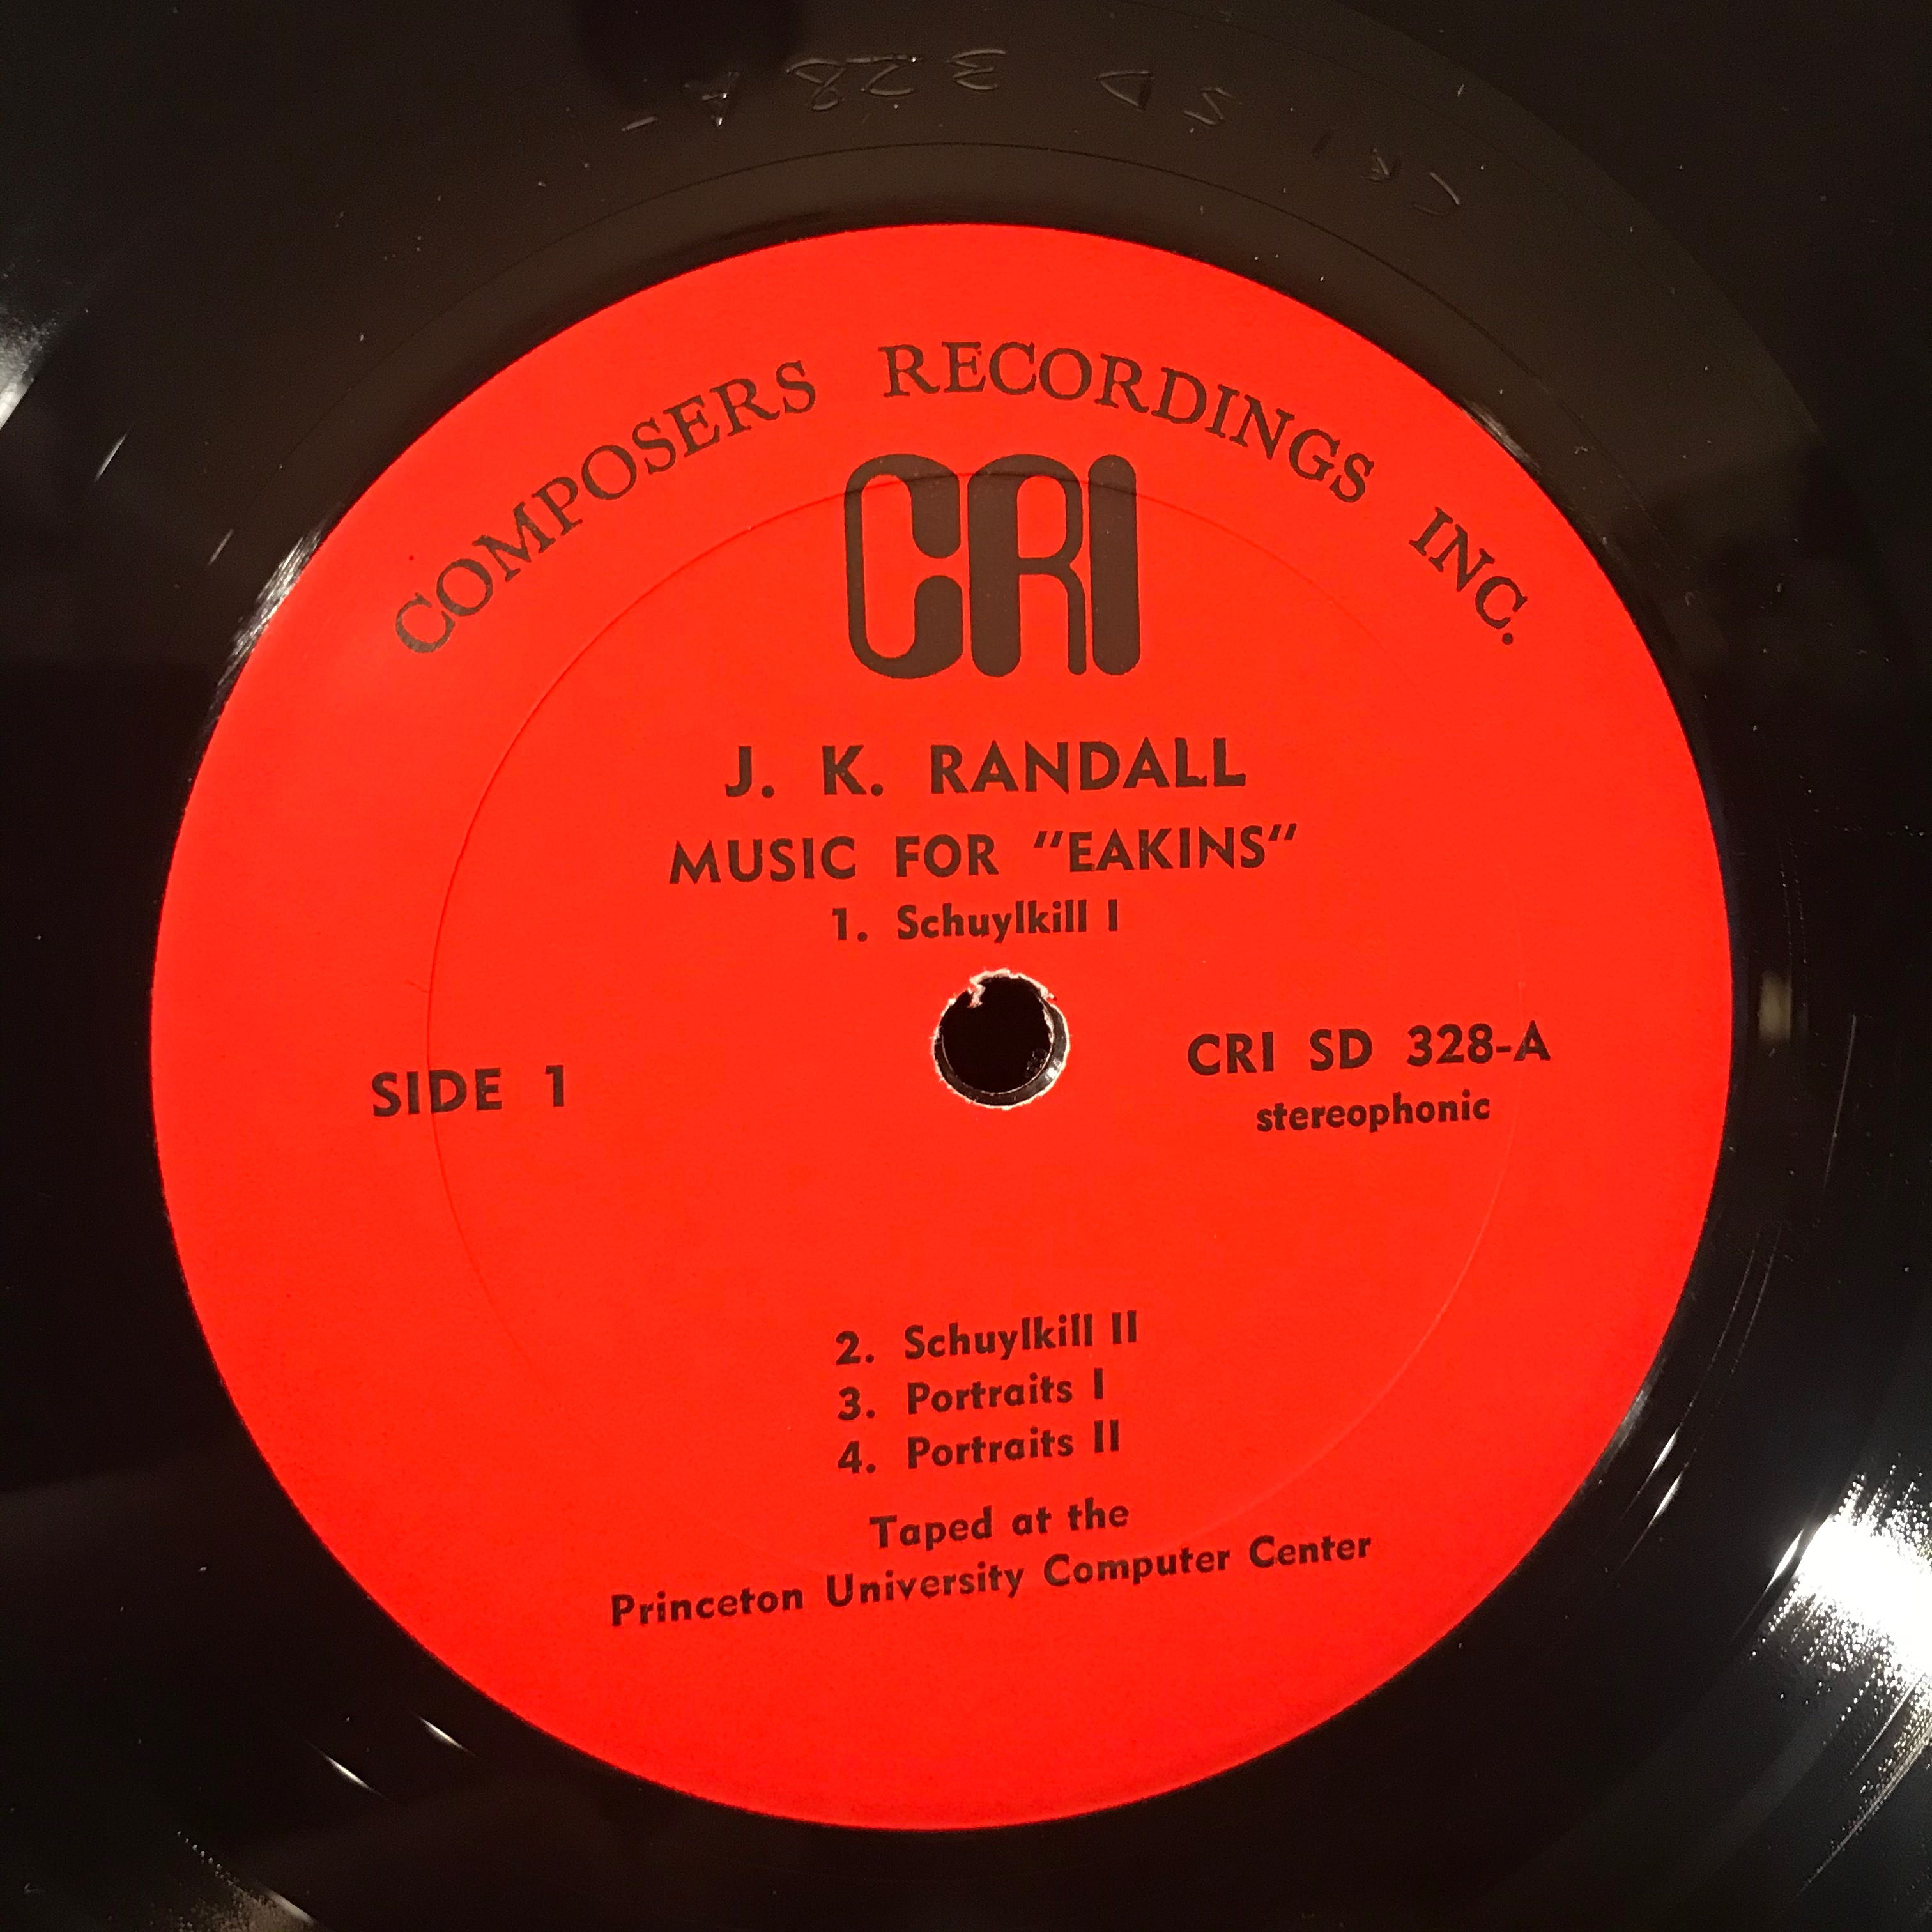 CRI SD 328 A-
COMPOSERS RECORDINGS INC.
CRI
J. K. RANDALL
MUSIC FOR "EAKINS"
1. Schuylkill I
SIDE 1
CRI SD 328-A
stereophonic
2. Schuylkill II
3. Portraits I
4. Portraits II
Taped at the
Princeton University Computer Center